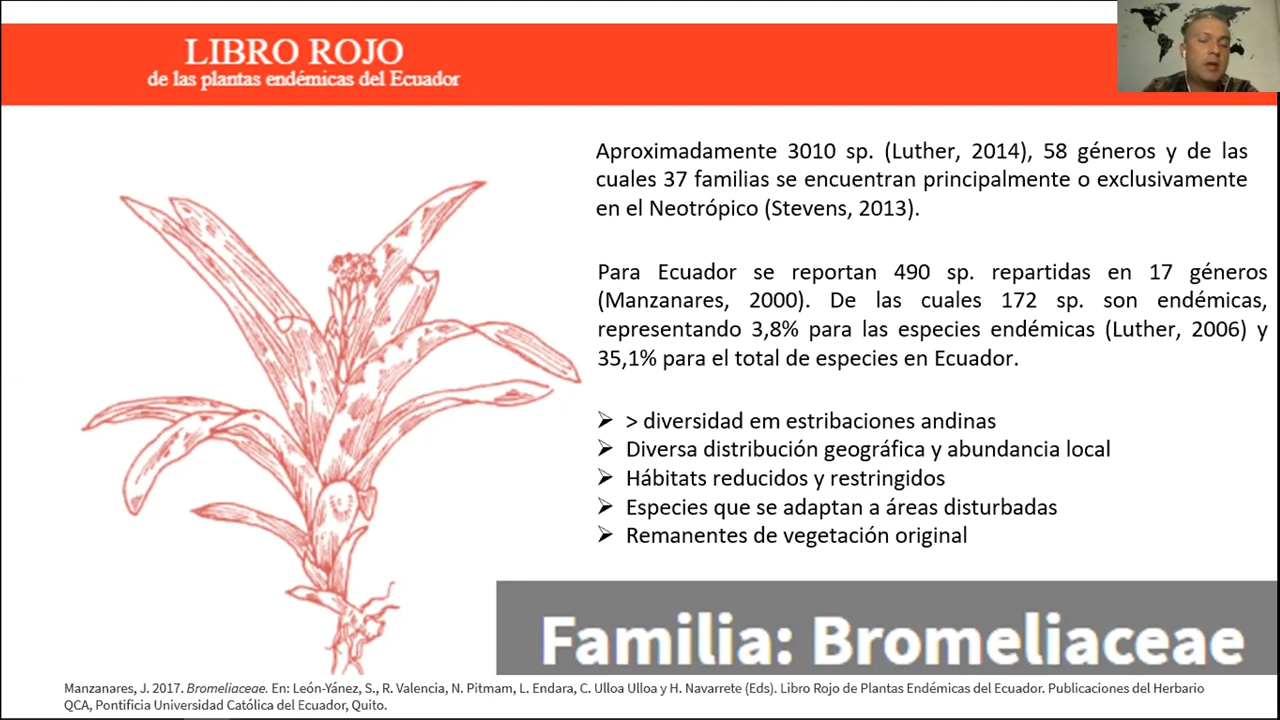 LIBRO ROJO
de las plantas endémicas del Ecuador
Aproximadamente 3010 sp. (Luther, 2014), 58 géneros y de las
cuales 37 familias se encuentran principalmente o exclusivamente
en el Neotrópico (Stevens, 2013).
Para Ecuador se reportan 490 sp. repartidas en 17 géneros
(Manzanares, 2000). De las cuales 172 sp. son endémicas,
representando 3,8% para las especies endémicas (Luther, 2006) y
35,1% para el total de especies en Ecuador.
➢ > diversidad em estribaciones andinas
➢ Diversa distribución geográfica y abundancia local
➢ Hábitats reducidos y restringidos
➢ Especies que se adaptan a áreas disturbadas
➢ Remanentes de vegetación original
Familia: Bromeliaceae
Manzanares, J. 2017. Bromeliaceae. En: León-Yánez, S., R. Valencia, N. Pitmam, L. Endara, C. Ulloa Ulloa y H. Navarrete (Eds). Libro Rojo de Plantas Endémicas del Ecuador. Publicaciones del Herbario
QCA, Pontificia Universidad Católica del Ecuador, Quito.